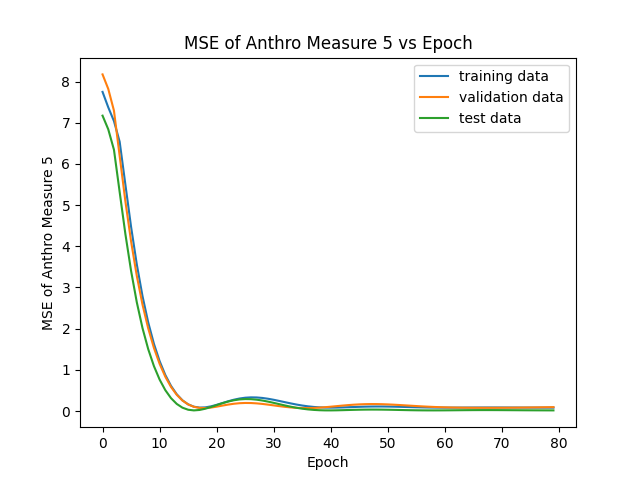 MSE of Anthro Measure 5 vs Epoch
training data
validation data
test data
MSE of Anthro Measure 5
8
7
6
5
4
3
2
1
0
0 10 20 30 40 50 60 70 80
Epoch